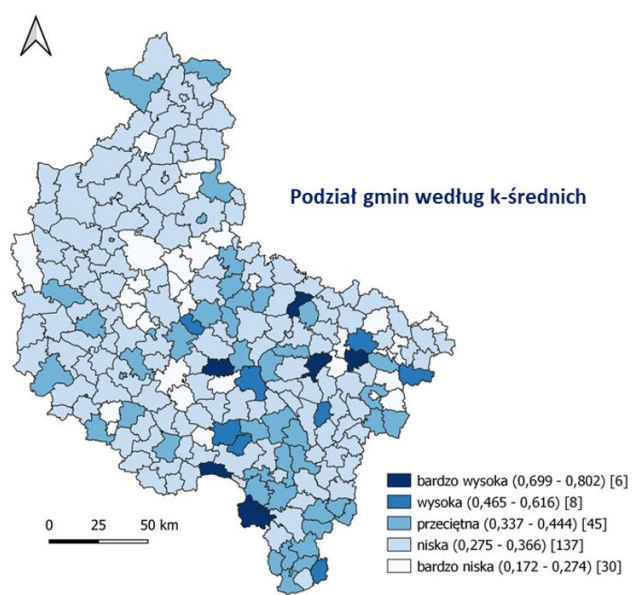 Podział gmin według k-średnich
bardzo wysoka (0,699 - 0,802) [6]
wysoka (0,465 - 0,616) [8]
przeciętna (0,337 - 0,444) [45]
niska (0,275 - 0,366) [137]
bardzo niska (0,172 - 0,274) [30]
0 25 50 km